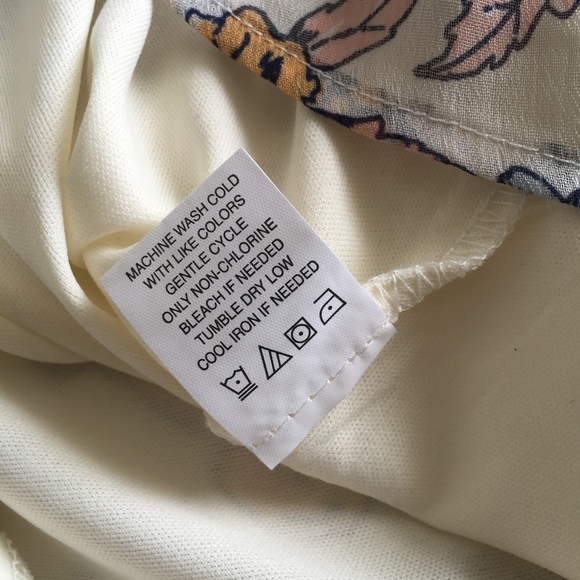 MACHINE WASH COLD
WITH LIKE COLORS
GENTLE CYCLE
ONLY NON-CHLORINE
BLEACH IF NEEDED
TUMBLE DRY LOW
COOL IRON IF NEEDED